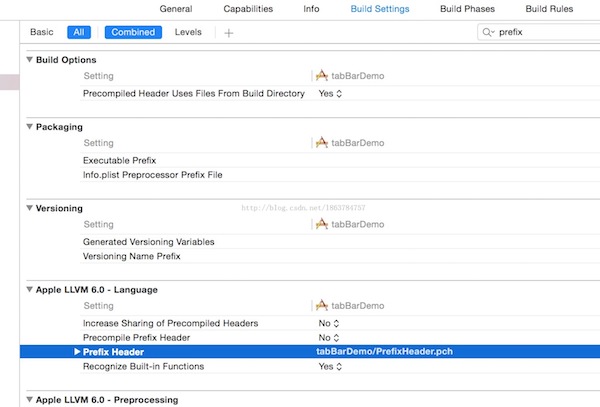 General Capabilities Info Build Settings Build Phases Build Rules
Basic All Combined Levels + prefix
Build Options
Setting tabBarDemo
Precompiled Header Uses Files From Build Directory Yes
Packaging
Setting tabBarDemo
Executable Prefix
Info.plist Preprocessor Prefix File
Versioning
http://blog.csdn.net/1863784757
Setting tabBarDemo
Generated Versioning Variables
Versioning Name Prefix
Apple LLVM 6.0 - Language
Setting tabBarDemo
Increase Sharing of Precompiled Headers No
Precompile Prefix Header No
Prefix Header tabBarDemo/PrefixHeader.pch
Recognize Built-in Functions Yes
Apple LLVM 6.0 - Preprocessing